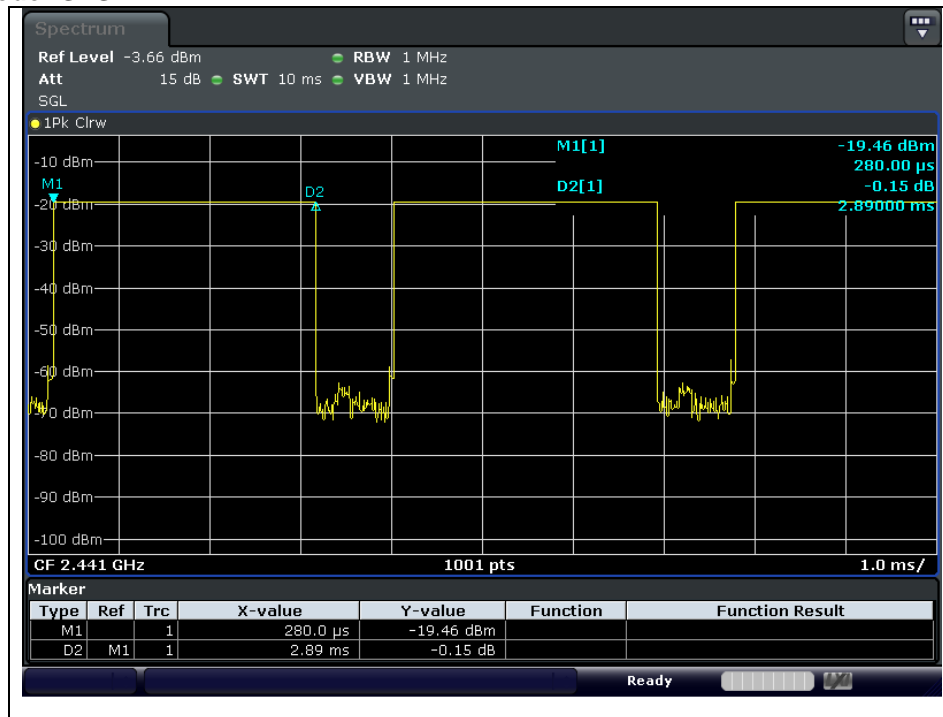 Spectrum
Ref Level -3.66 dBm RBW 1 MHz
Att 15 dB SWT 10 ms VBW 1 MHz
SGL
1Pk Clrw
M1[1] -19.46 dBm
280.00 µs
D2[1] -0.15 dB
2.89000 ms
M1
D2
-10 dBm
-20 dBm
-30 dBm
-40 dBm
-50 dBm
-60 dBm
-70 dBm
-80 dBm
-90 dBm
-100 dBm
CF 2.441 GHz 1001 pts 1.0 ms/
Marker
Type Ref Trc X-value Y-value Function Function Result
M1 1 280.0 µs -19.46 dBm
D2 M1 1 2.89 ms -0.15 dB
Ready